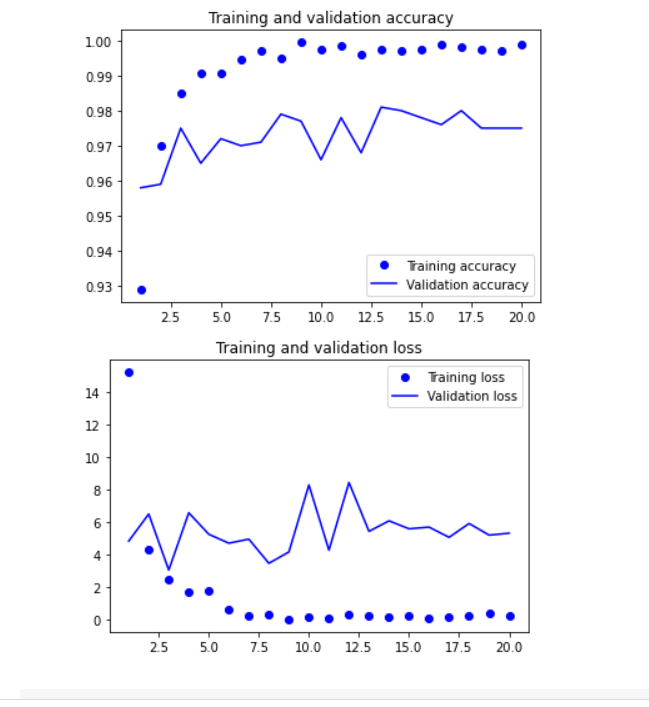 Training and validation accuracy
1.00
0.99
0.98
0.97
0.96
0.95
0.94
0.93
Training accuracy
Validation accuracy
2.5 5.0 7.5 10.0 12.5 15.0 17.5 20.0
Training and validation loss
Training loss
Validation loss
14
12
10
8
6
4
2
0
2.5 5.0 7.5 10.0 12.5 15.0 17.5 20.0